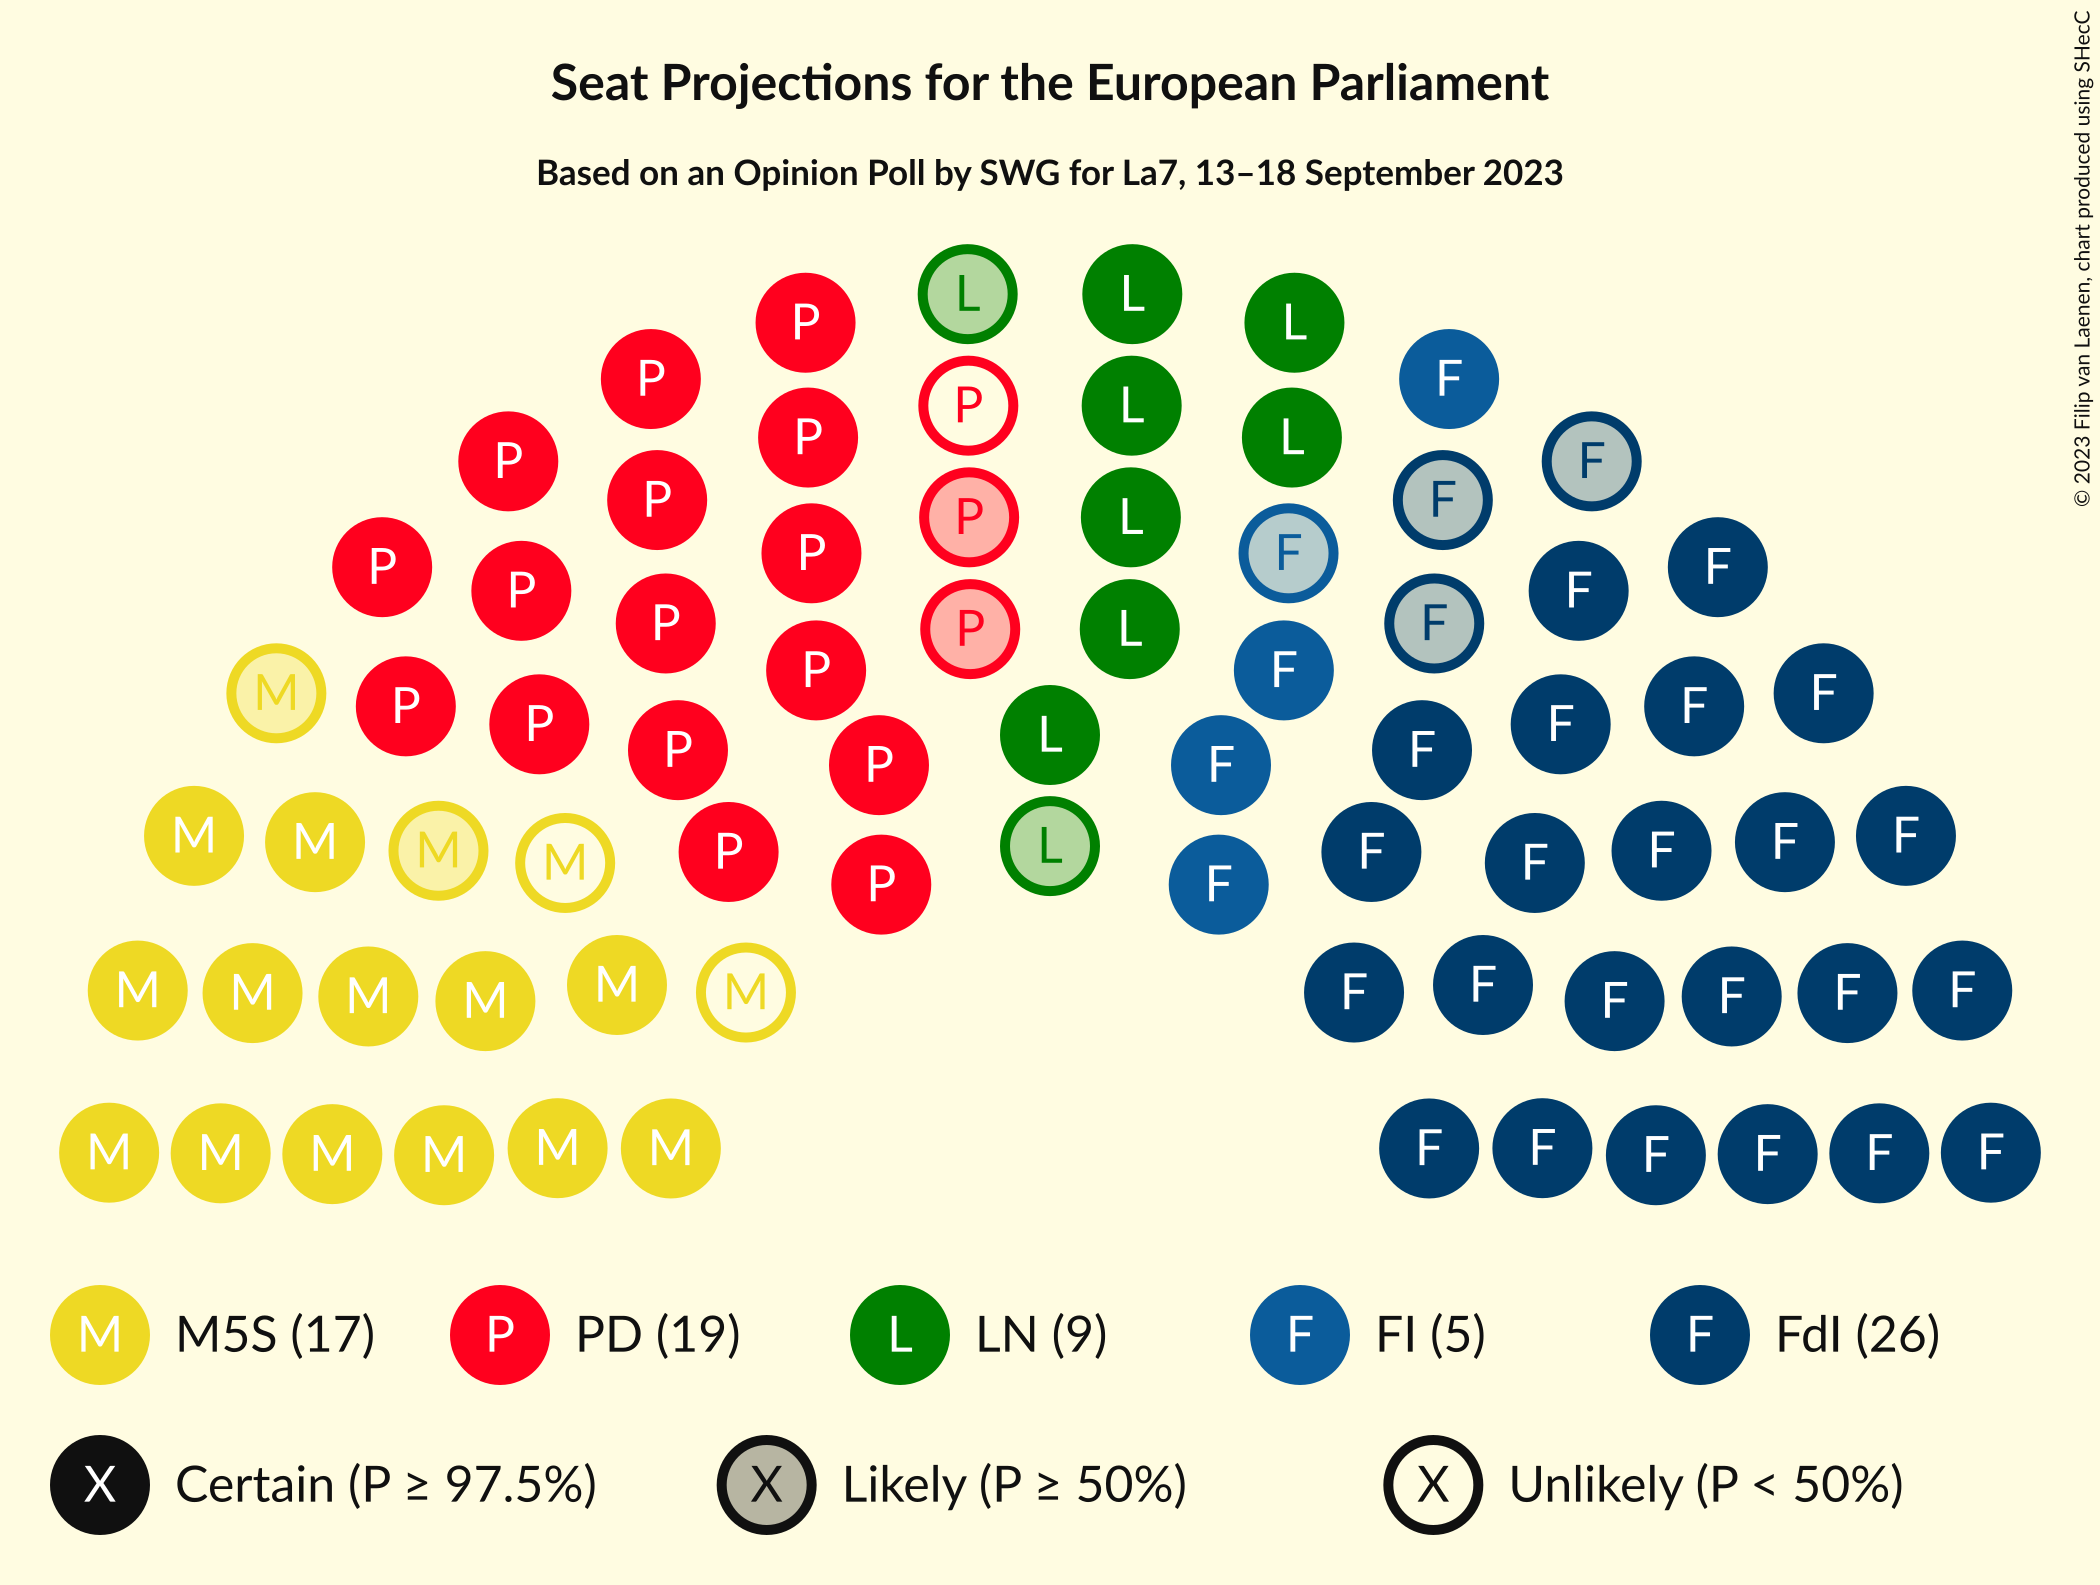 Seat Projections for the European Parliament
Based on an Opinion Poll by SWG for La7, 13–18 September 2023
© 2023 Filip van Laenen, chart produced using SHecC
L L
P L L
P L P F
P L P L
P L F F
P P L P F F
P P F F
P P L F F
M P P P L F F F F F
P F F
M M M M P L F F F F F
P F
M M M M M M F F F F F F
M M M M M M F F F F F F
M M5S (17) P PD (19) L LN (9) F FI (5) F FdI (26)
X Certain (P ≥ 97.5%) X Likely (P ≥ 50%) X Unlikely (P < 50%)